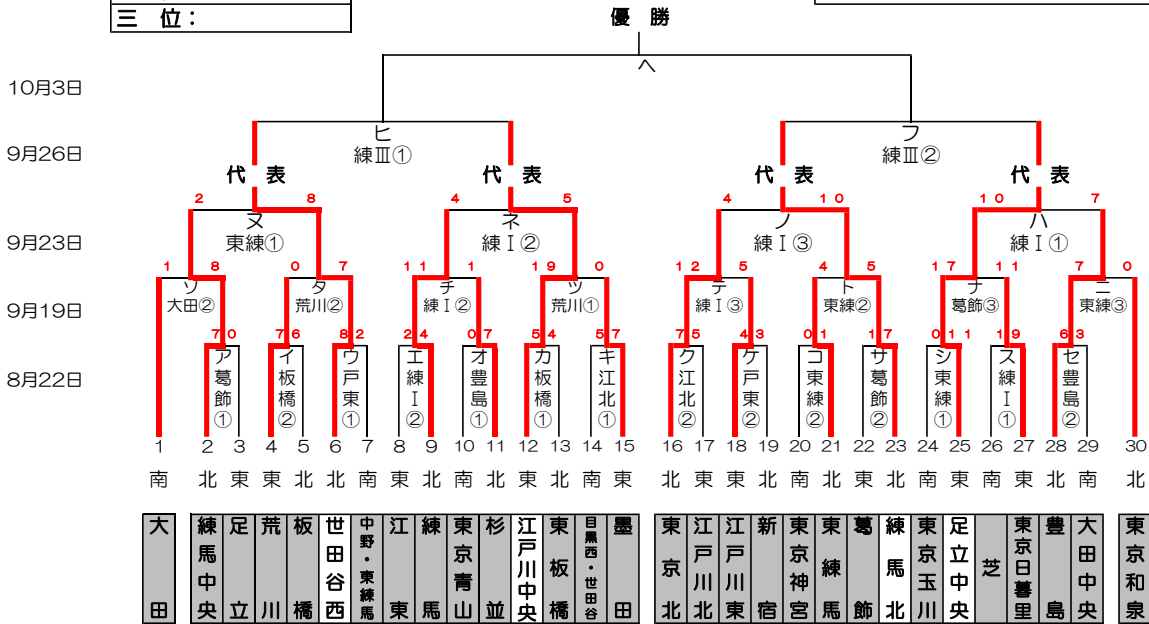 三 位：
優 勝
ヘ
10月3日
ヒ フ
9月26日 練Ⅲ① 練Ⅲ②
代 表 代 表 代 表 代 表
2 8 4 5 4 10 10 7
ヌ ネ ノ ハ
9月23日 東練① 練Ⅰ② 練Ⅰ③ 練Ⅰ①
1 8 0 7 11 1 19 0 12 5 4 5 17 11 7 0
ソ タ チ ツ テ ト ナ ニ
9月19日 大田② 荒川② 練Ⅰ② 荒川① 練Ⅰ③ 東練② 葛飾③ 東練③
7 0 7 6 8 2 2 4 0 7 5 4 5 7 7 5 4 3 0 1 1 7 0 11 1 9 6 3
8月22日
ア葛飾①
イ板橋②
ウ戸東①
エ練Ⅰ②
オ豊島①
カ板橋①
キ江北①
ク江北②
ケ戸東②
コ東練②
サ葛飾②
シ東練①
ス練Ⅰ①
セ豊島②
1 2 3 4 5 6 7 8 9 10 11 12 13 14 15 16 17 18 19 20 21 22 23 24 25 26 27 28 29 30
南 北 東 東 北 北 南 東 北 南 北 東 北 南 東 北 東 東 東 南 北 東 北 南 東 南 東 北 南 北
大田
練馬中央
足立
荒川
板橋
世田谷西
中野・東練馬
江東
練馬
東京青山
杉並
江戸川中央
東板橋
目黒西・世田谷
墨田
東京北
江戸川北
江戸川東
新宿
東京神宮
東練馬
葛飾
練馬北
東京玉川
足立中央
芝
東京日暮里
豊島
大田中央
東京和泉